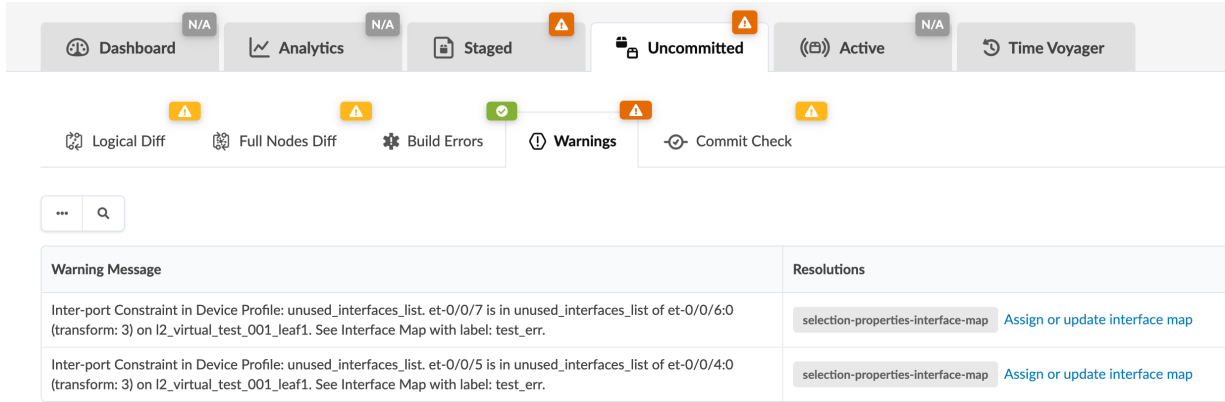 N/A N/A N/A
Dashboard Analytics Staged Uncommitted Active Time Voyager
Logical Diff Full Nodes Diff Build Errors Warnings Commit Check
Warning Message Resolutions
Inter-port Constraint in Device Profile: unused_interfaces_list. et-0/0/7 is in unused_interfaces_list of et-0/0/6:0
(transform: 3) on l2_virtual_test_001_leaf1. See Interface Map with label: test_err.
selection-properties-interface-map Assign or update interface map
Inter-port Constraint in Device Profile: unused_interfaces_list. et-0/0/5 is in unused_interfaces_list of et-0/0/4:0
(transform: 3) on l2_virtual_test_001_leaf1. See Interface Map with label: test_err.
selection-properties-interface-map Assign or update interface map